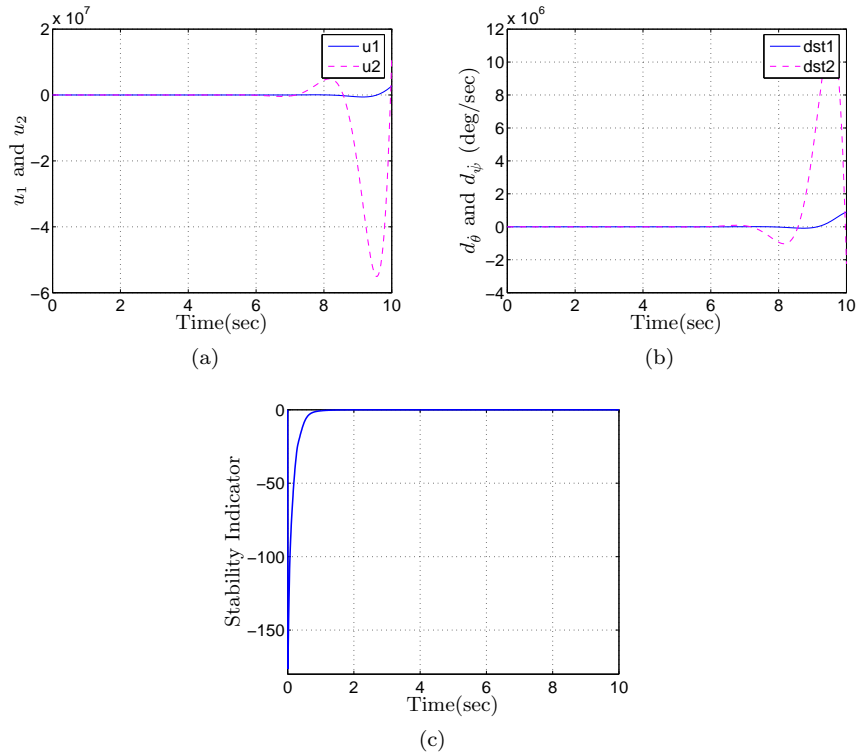 x 10^7
2
0
−2
−4
−6
u1
u2
u₁ and u₂
0 2 4 6 8 10
Time(sec)
(a)
x 10^6
12
10
8
6
4
2
0
−2
−4
dst1
dst2
d_θ̇ and d_ψ̇ (deg/sec)
0 2 4 6 8 10
Time(sec)
(b)
0
−50
−100
−150
Stability Indicator
0 2 4 6 8 10
Time(sec)
(c)